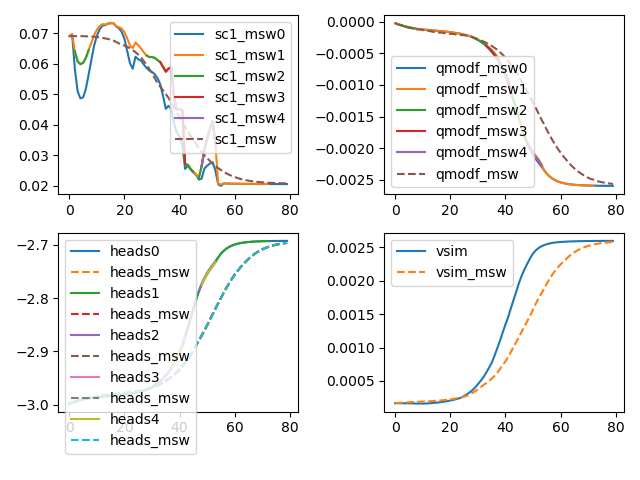 0.07
0.06
0.05
0.04
0.03
0.02
0
20
40
60
80
sc1_msw0
sc1_msw1
sc1_msw2
sc1_msw3
sc1_msw4
sc1_msw
0.0000
−0.0005
−0.0010
−0.0015
−0.0020
−0.0025
0
20
40
60
80
qmodf_msw0
qmodf_msw1
qmodf_msw2
qmodf_msw3
qmodf_msw4
qmodf_msw
−2.7
−2.8
−2.9
−3.0
0
20
40
60
80
heads0
heads_msw
heads1
heads_msw
heads2
heads_msw
heads3
heads_msw
heads4
heads_msw
0.0025
0.0020
0.0015
0.0010
0.0005
0
20
40
60
80
vsim
vsim_msw